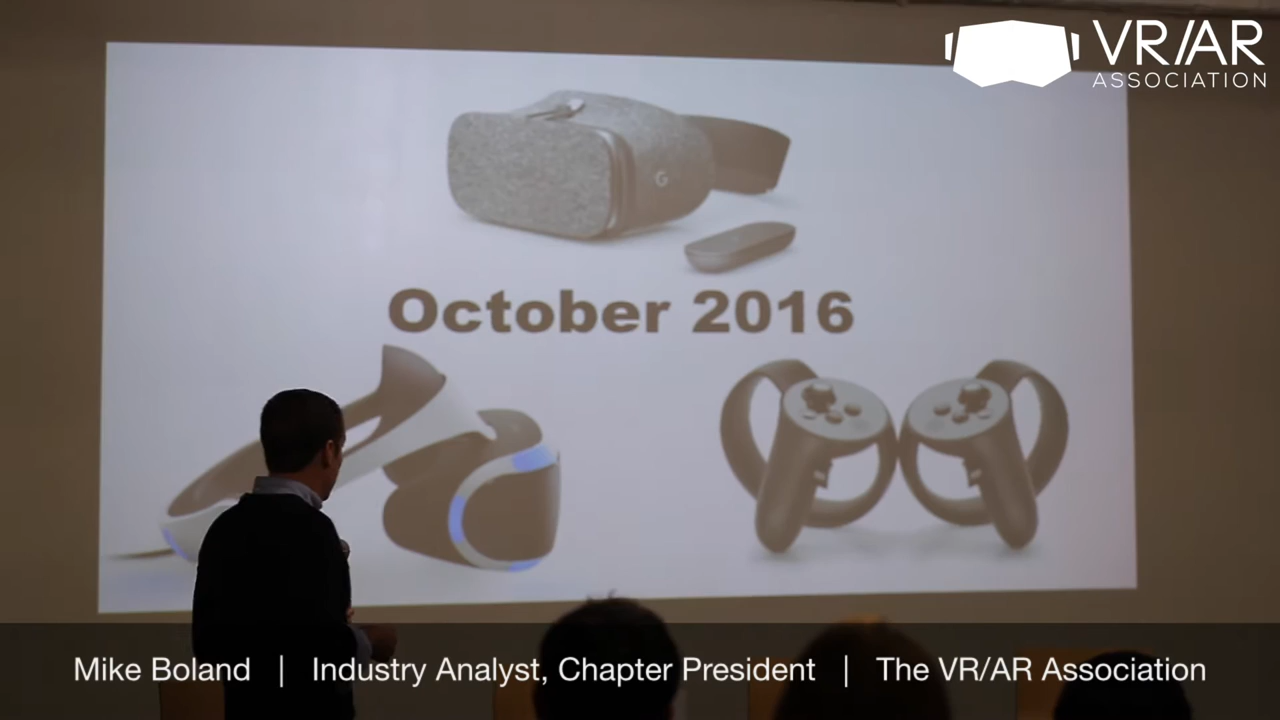 VR/AR
ASSOCIATION
G
October 2016
Mike Boland | Industry Analyst, Chapter President | The VR/AR Association